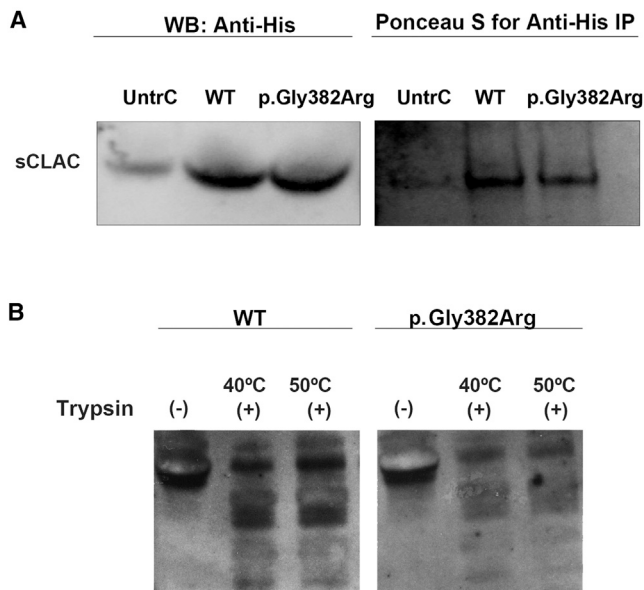 A
WB: Anti-His
Ponceau S for Anti-His IP
UntrC WT p.Gly382Arg
UntrC WT p.Gly382Arg
sCLAC
B
WT
p.Gly382Arg
40ºC 50ºC
40ºC 50ºC
Trypsin (-) (+) (+)
(-) (+) (+)